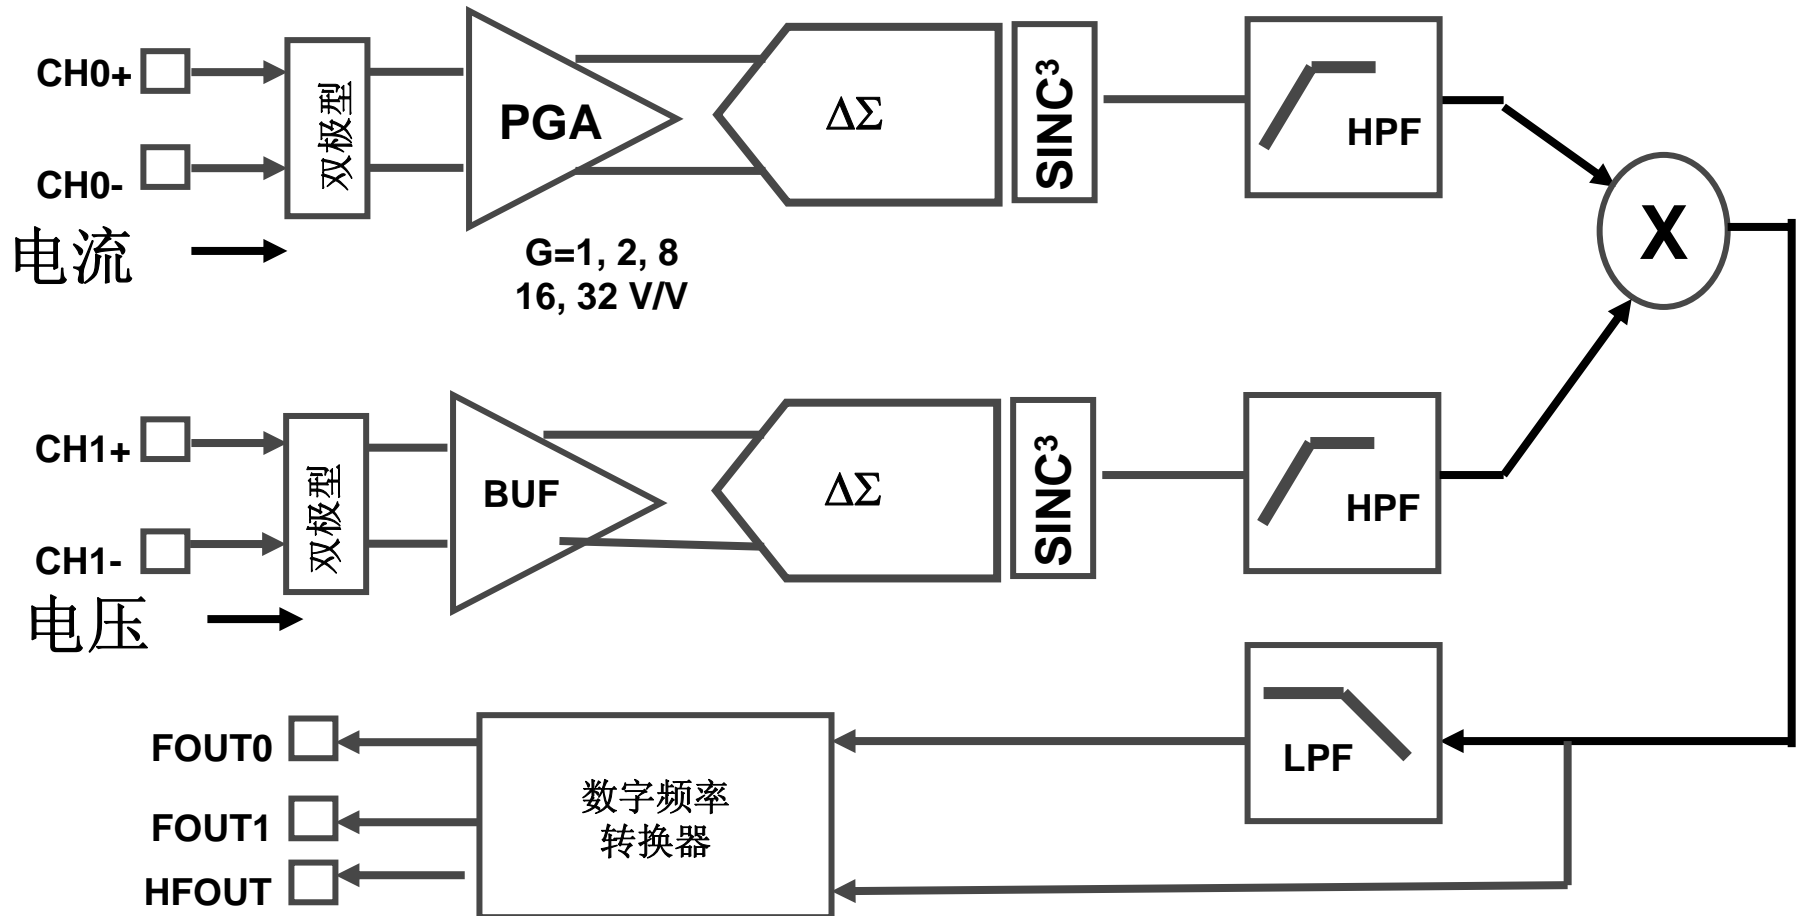 CH0+
双极型
PGA
ΔΣ
SINC³
HPF
CH0-
电流
G=1, 2, 8
16, 32 V/V
X
CH1+
双极型
BUF
ΔΣ
SINC³
HPF
CH1-
电压
LPF
FOUT0
数字频率
转换器
FOUT1
HFOUT